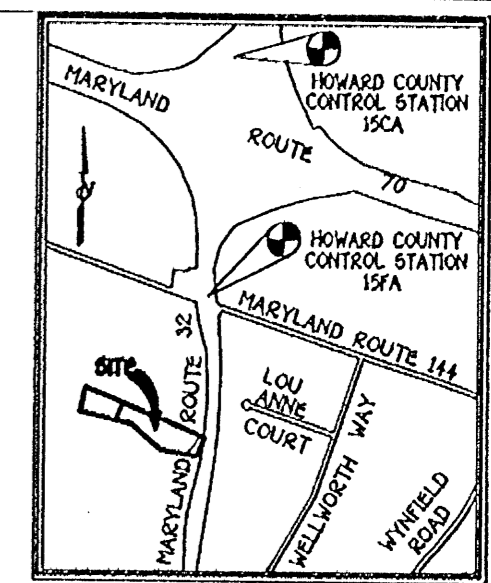 HOWARD COUNTY
CONTROL STATION
15CA
MARYLAND
ROUTE
70
HOWARD COUNTY
CONTROL STATION
15FA
MARYLAND ROUTE 144
MARYLAND ROUTE 32
SITE
LOU
ANNE
COURT
WELLWORTH WAY
WYNFIELD
ROAD